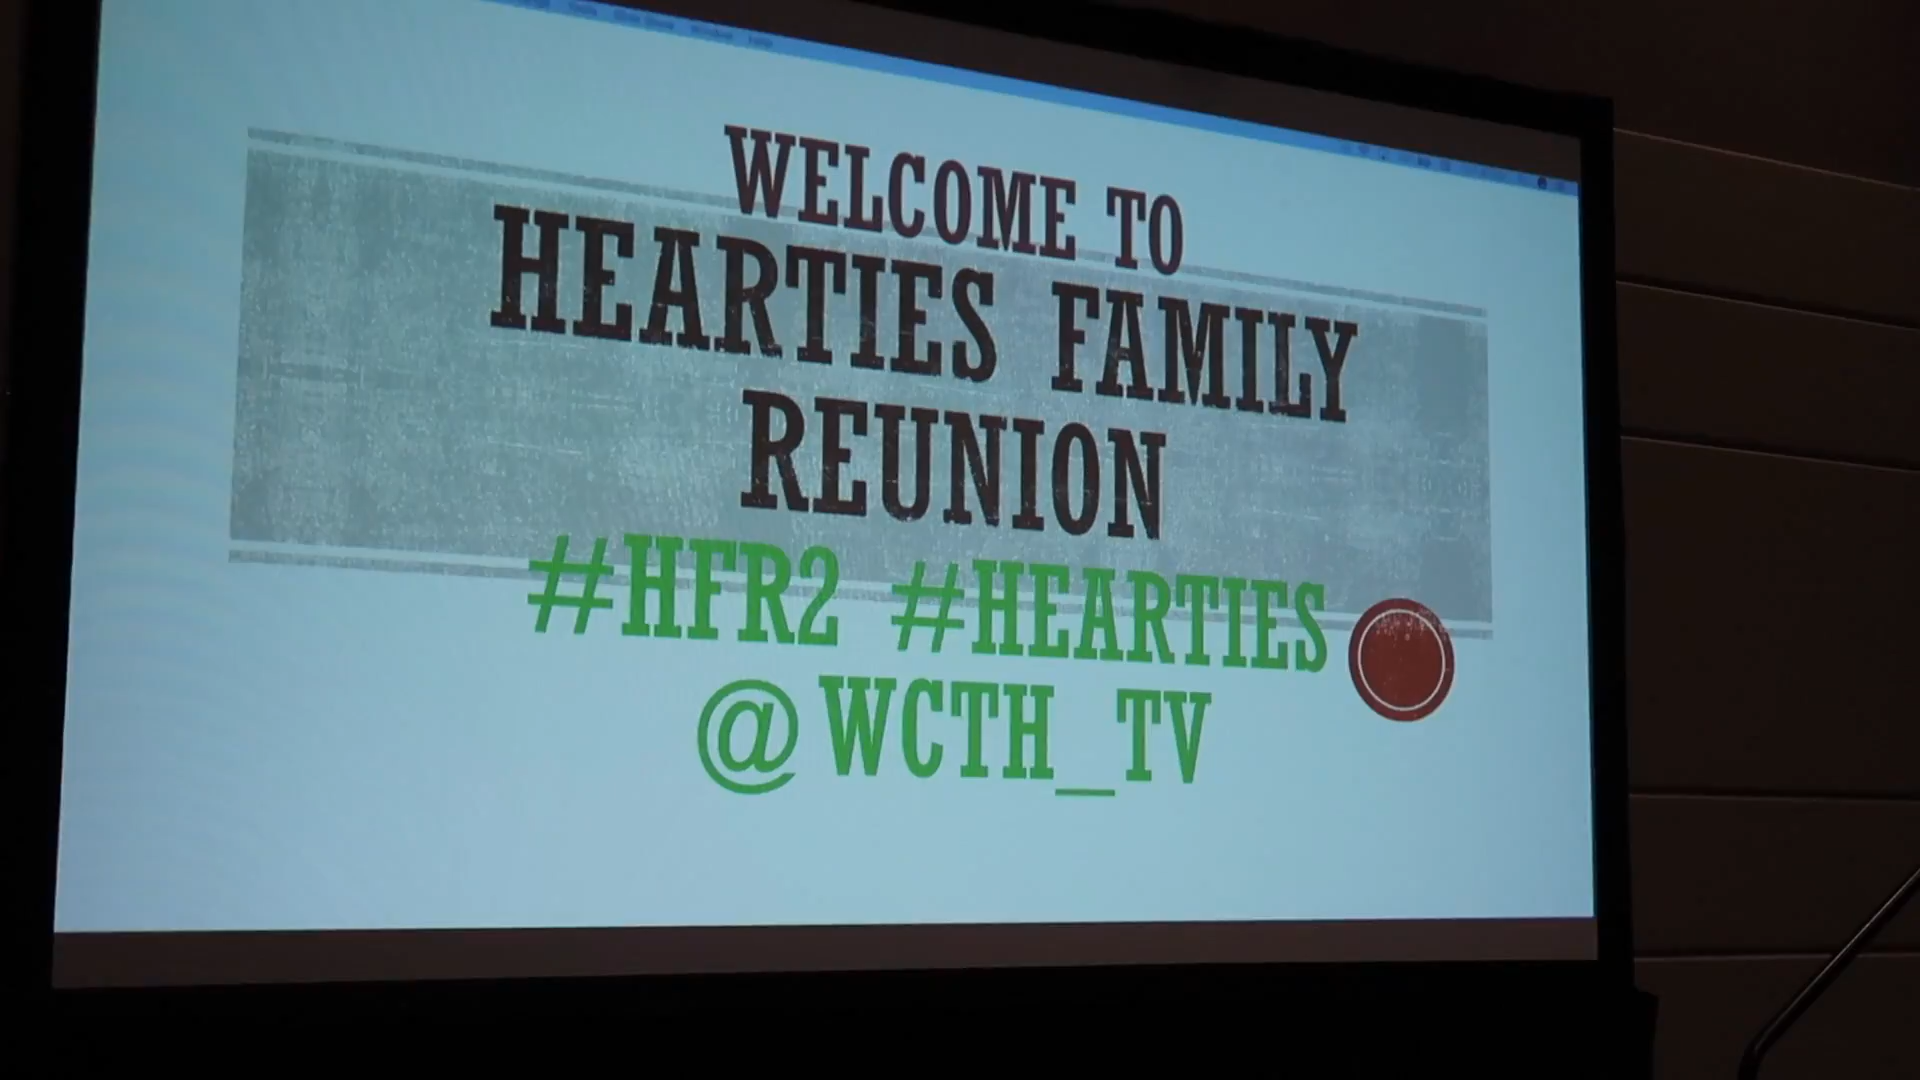 WELCOME TO
HEARTIES FAMILY
REUNION
#HFR2 #HEARTIES
@WCTH_TV